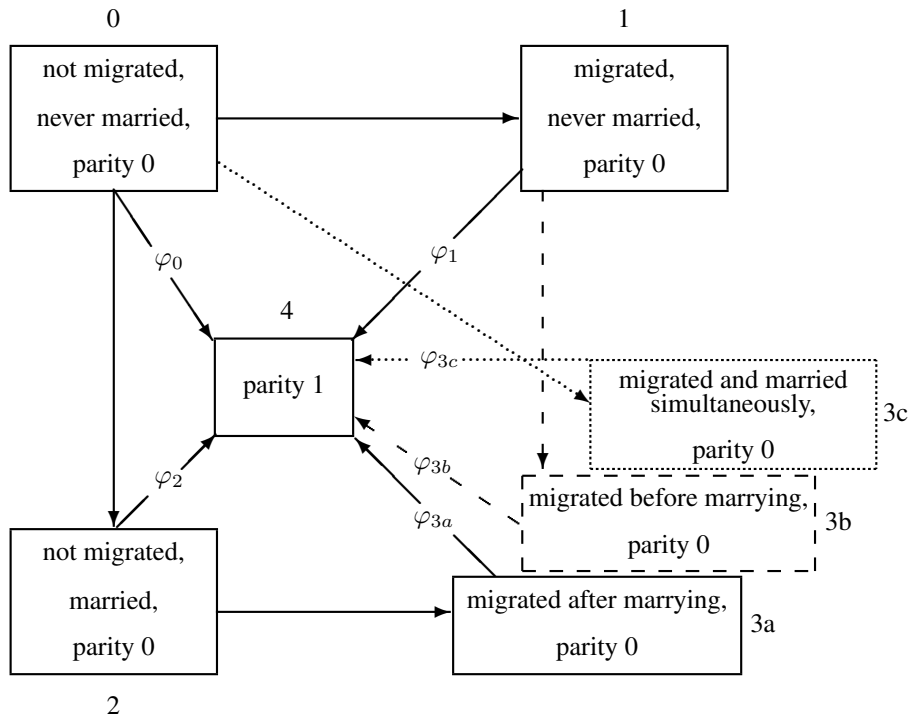 0
1
not migrated,
never married,
parity 0
migrated,
never married,
parity 0
φ0
φ1
4
parity 1
φ3c
migrated and married
simultaneously,
parity 0
3c
φ2
φ3b
φ3a
migrated before marrying,
parity 0
3b
not migrated,
married,
parity 0
migrated after marrying,
parity 0
3a
2